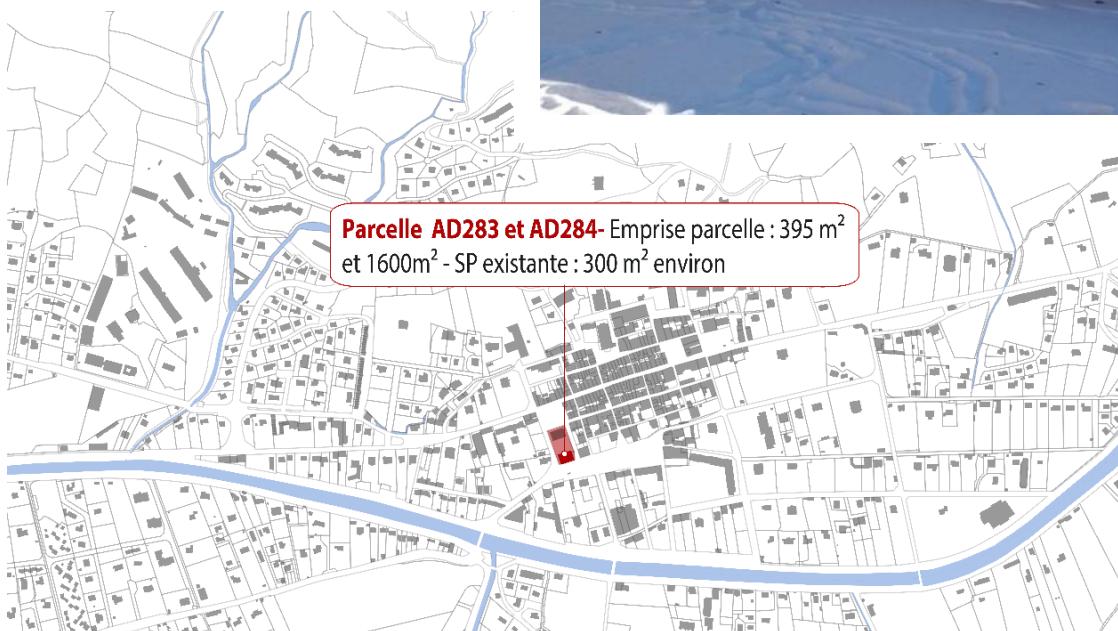 Parcelle AD283 et AD284- Emprise parcelle : 395 m²
et 1600m² - SP existante : 300 m² environ